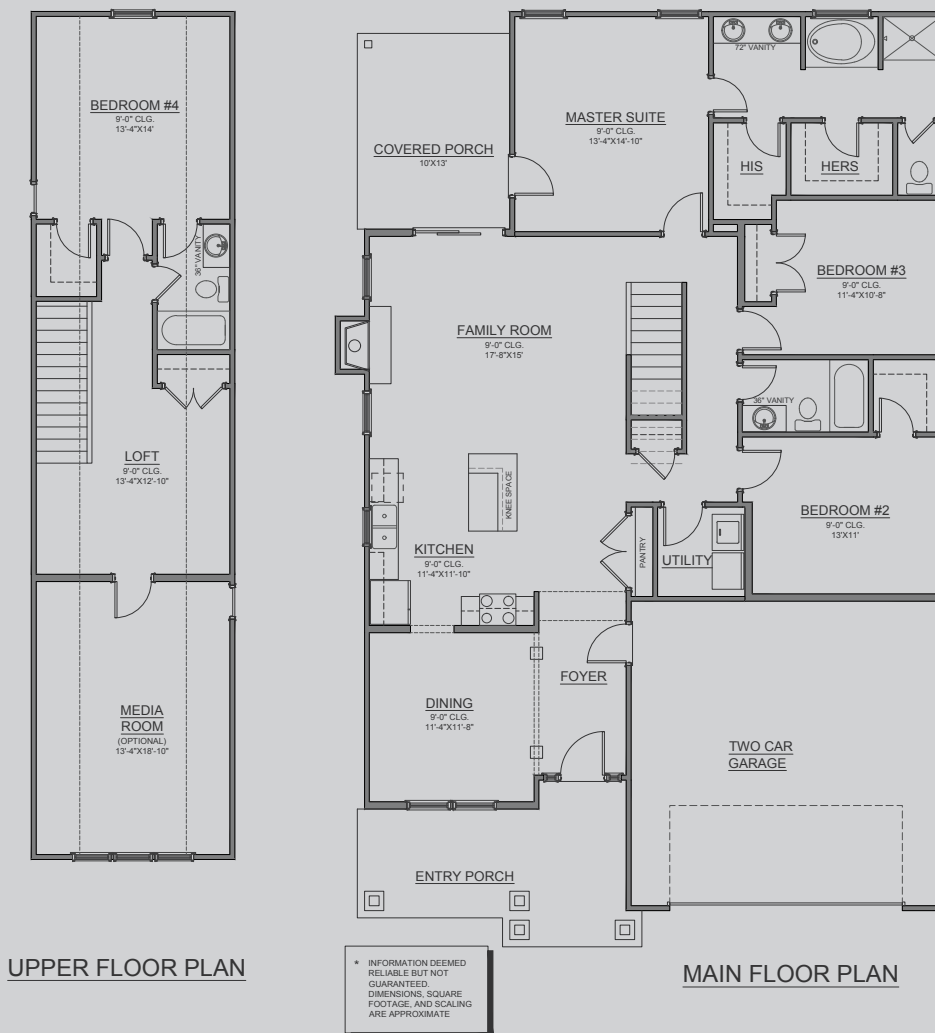 BEDROOM #4
9'-0" CLG.
13'-4"X14'
36" VANITY
LOFT
9'-0" CLG.
13'-4"X12'-10"
MEDIA
ROOM
(OPTIONAL)
13'-4"X18'-10"
UPPER FLOOR PLAN
72" VANITY
MASTER SUITE
9'-0" CLG.
13'-4"X14'-10"
COVERED PORCH
10'X13'
HIS
HERS
BEDROOM #3
9'-0" CLG.
11'-4"X10'-8"
FAMILY ROOM
9'-0" CLG.
17'-8"X15'
36" VANITY
KNEE SPACE
BEDROOM #2
9'-0" CLG.
13'X11'
KITCHEN
9'-0" CLG.
11'-4"X11'-10"
PANTRY
UTILITY
FOYER
DINING
9'-0" CLG.
11'-4"X11'-8"
TWO CAR
GARAGE
ENTRY PORCH
* INFORMATION DEEMED
RELIABLE BUT NOT
GUARANTEED.
DIMENSIONS, SQUARE
FOOTAGE, AND SCALING
ARE APPROXIMATE
MAIN FLOOR PLAN